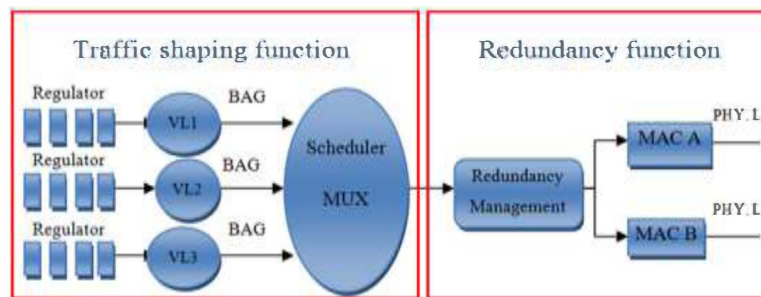 Traffic shaping function
Redundancy function
Regulator
BAG
VL1
Regulator
BAG
VL2
Regulator
BAG
VL3
Scheduler
MUX
Redundancy
Management
MAC A
PHY. L
MAC B
PHY. L